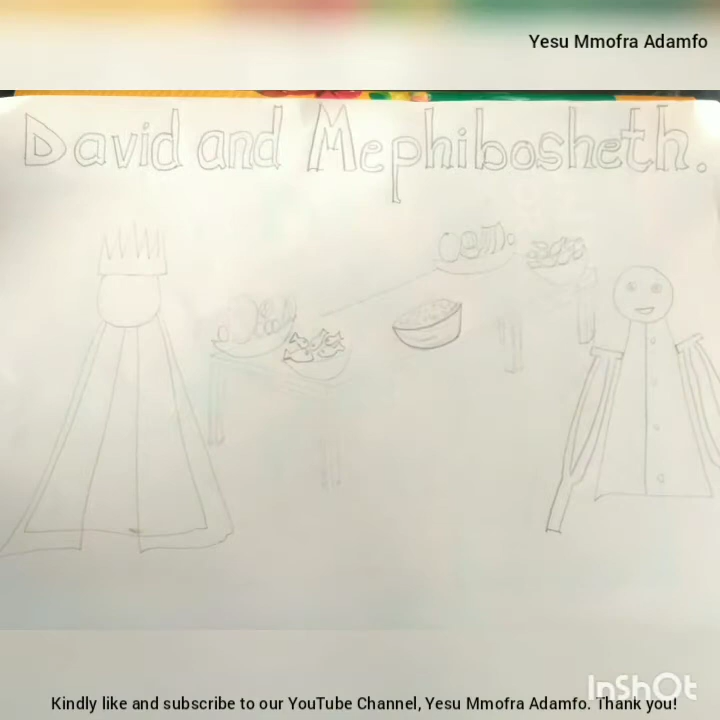 Yesu Mmofra Adamfo
David and Mephibosheth.
InShOt
Kindly like and subscribe to our YouTube Channel, Yesu Mmofra Adamfo. Thank you!